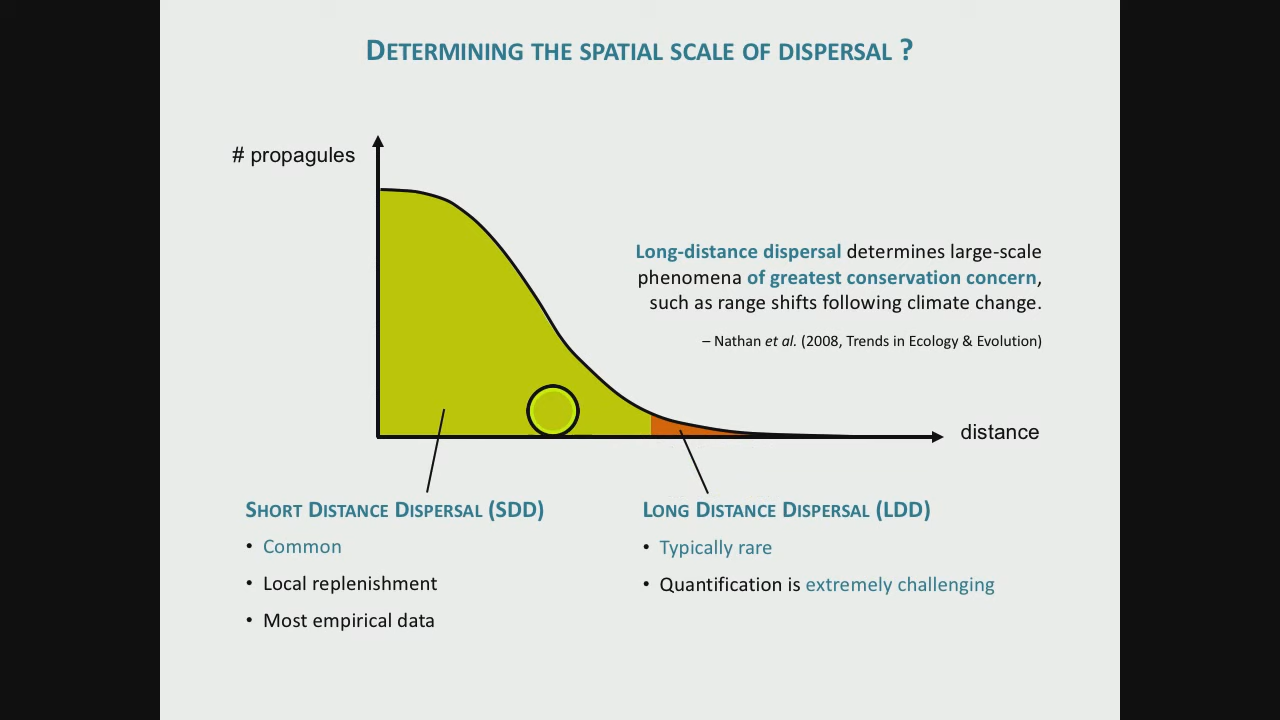 DETERMINING THE SPATIAL SCALE OF DISPERSAL ?
# propagules
Long-distance dispersal determines large-scale
phenomena of greatest conservation concern,
such as range shifts following climate change.
– Nathan et al. (2008, Trends in Ecology & Evolution)
distance
SHORT DISTANCE DISPERSAL (SDD)
• Common
• Local replenishment
• Most empirical data
LONG DISTANCE DISPERSAL (LDD)
• Typically rare
• Quantification is extremely challenging